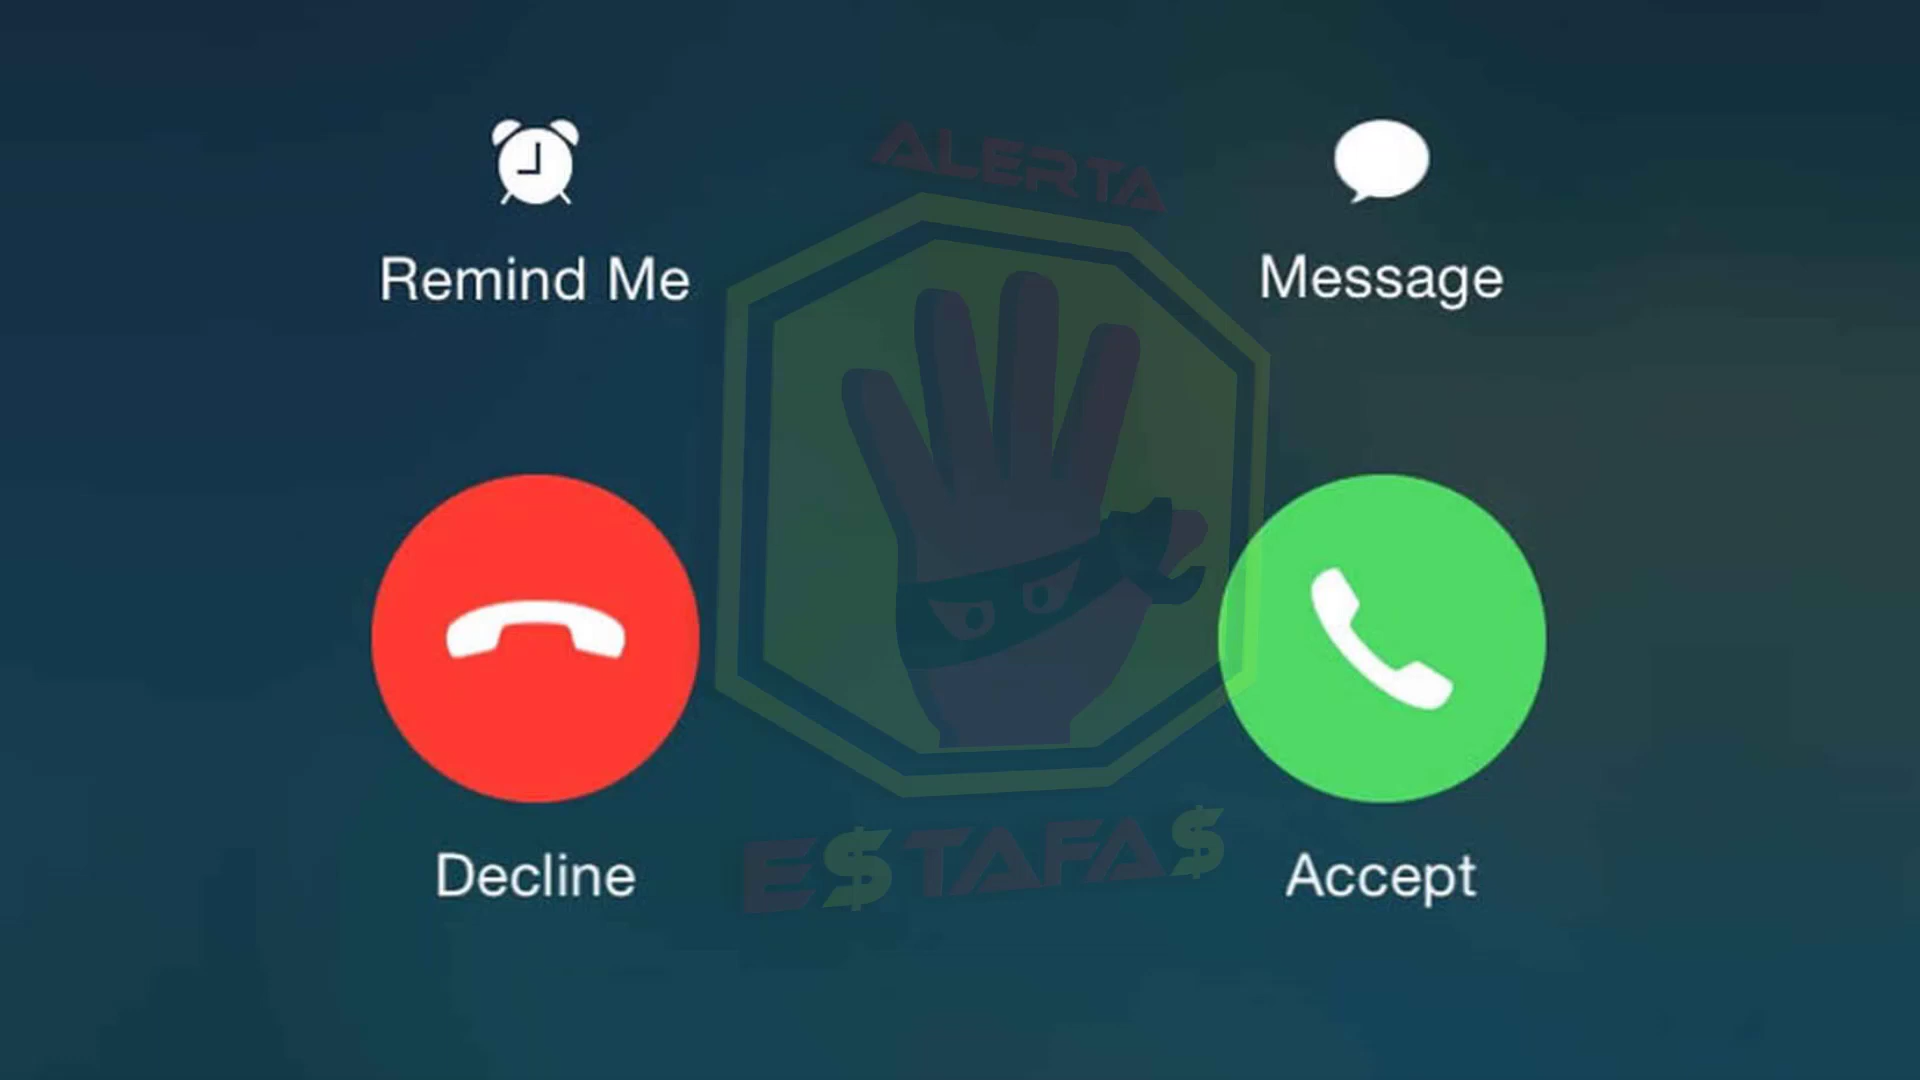 ALERTA
Remind Me
Message
Decline
Accept
E$TAFA$